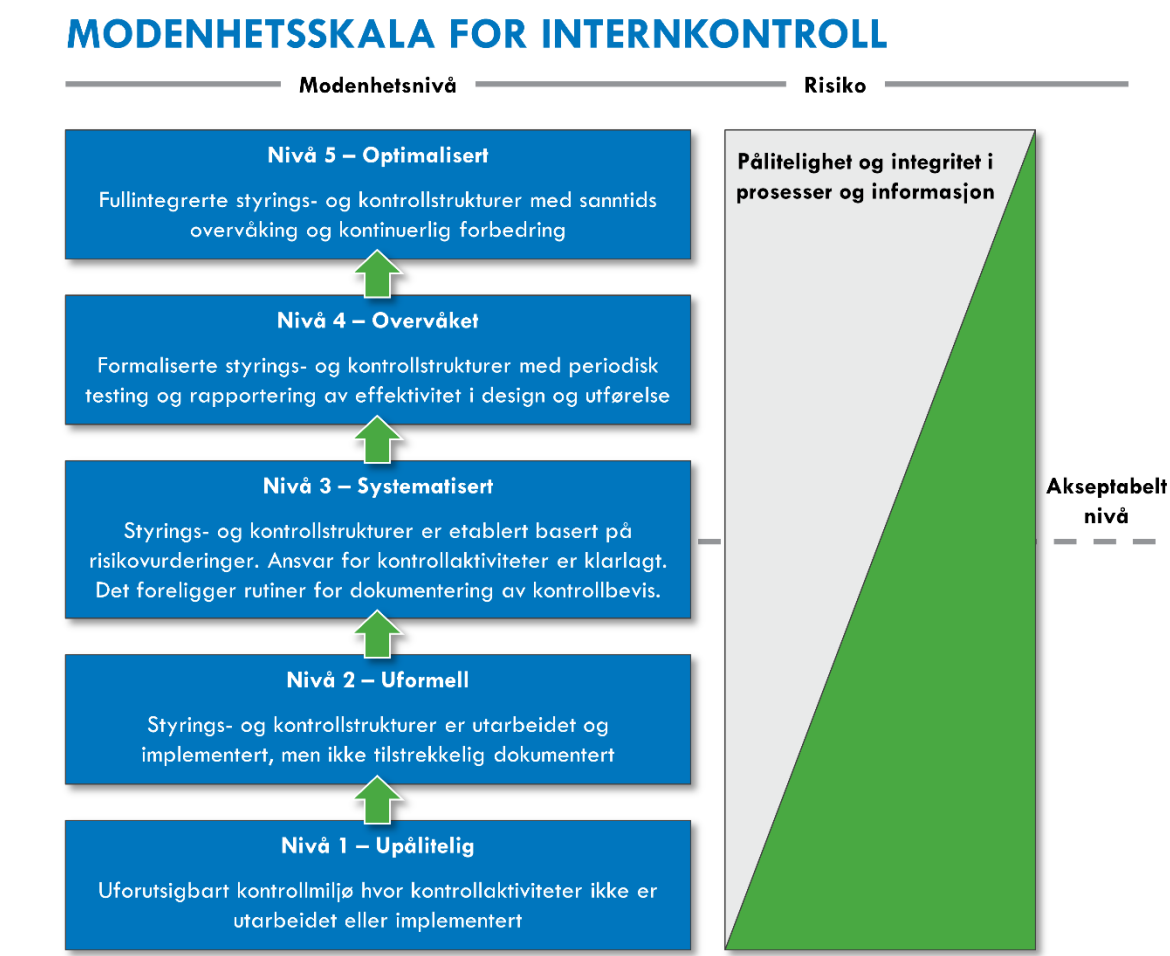 MODENHETSSKALA FOR INTERNKONTROLL
Modenhetsnivå
Risiko
Nivå 5 – Optimalisert
Fullintegrerte styrings- og kontrollstrukturer med sanntids
overvåking og kontinuerlig forbedring
Nivå 4 – Overvåket
Formaliserte styrings- og kontrollstrukturer med periodisk
testing og rapportering av effektivitet i design og utførelse
Nivå 3 – Systematisert
Styrings- og kontrollstrukturer er etablert basert på
risikovurderinger. Ansvar for kontrollaktiviteter er klarlagt.
Det foreligger rutiner for dokumentering av kontrollbevis.
Nivå 2 – Uformell
Styrings- og kontrollstrukturer er utarbeidet og
implementert, men ikke tilstrekkelig dokumentert
Nivå 1 – Upålitelig
Uforutsigbart kontrollmiljø hvor kontrollaktiviteter ikke er
utarbeidet eller implementert
Pålitelighet og integritet i
prosesser og informasjon
Akseptabelt
nivå